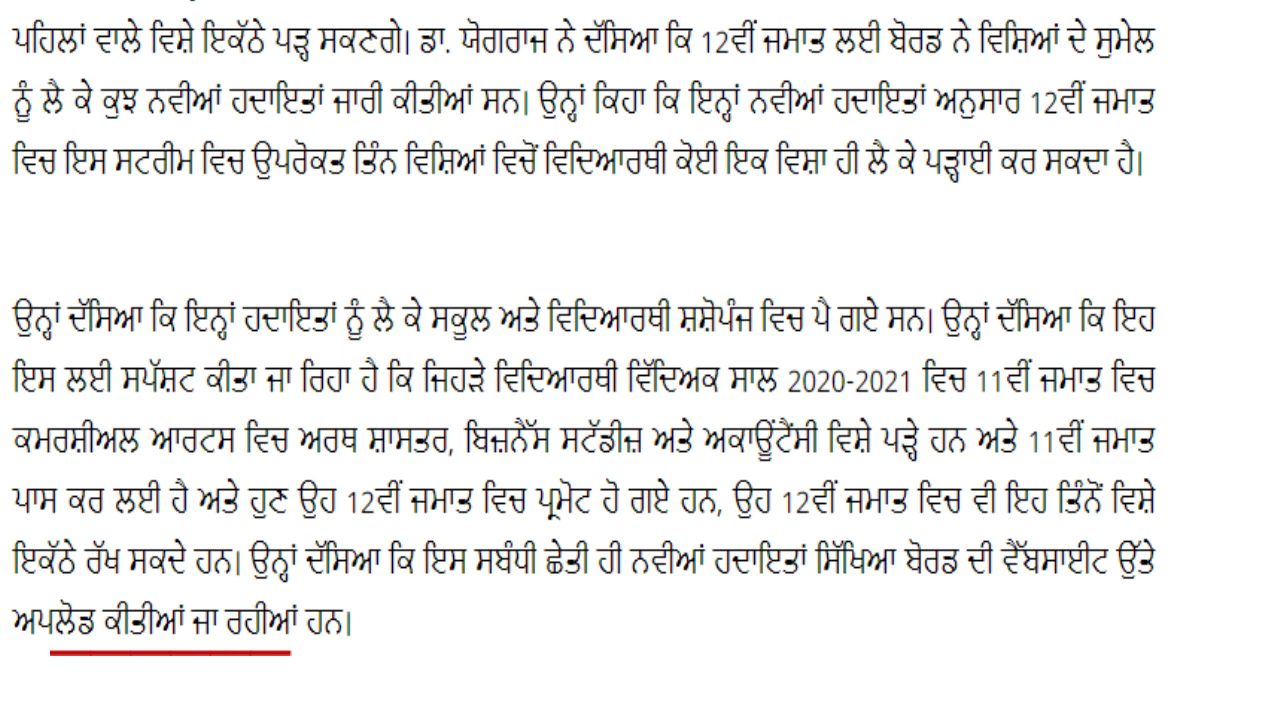 ਪਹਿਲਾਂ ਵਾਲੇ ਵਿਸ਼ੇ ਇਕੱਠੇ ਪੜ੍ਹ ਸਕਣਗੇ। ਡਾ. ਯੋਗਰਾਜ ਨੇ ਦੱਸਿਆ ਕਿ 12ਵੀਂ ਜਮਾਤ ਲਈ ਬੋਰਡ ਨੇ ਵਿਸ਼ਿਆਂ ਦੇ ਸੁਮੇਲ
ਨੂੰ ਲੈ ਕੇ ਕੁਝ ਨਵੀਆਂ ਹਦਾਇਤਾਂ ਜਾਰੀ ਕੀਤੀਆਂ ਸਨ। ਉਨ੍ਹਾਂ ਕਿਹਾ ਕਿ ਇਨ੍ਹਾਂ ਨਵੀਆਂ ਹਦਾਇਤਾਂ ਅਨੁਸਾਰ 12ਵੀਂ ਜਮਾਤ
ਵਿਚ ਇਸ ਸਟਰੀਮ ਵਿਚ ਉਪਰੋਕਤ ਤਿੰਨ ਵਿਸ਼ਿਆਂ ਵਿਚੋਂ ਵਿਦਿਆਰਥੀ ਕੋਈ ਇਕ ਵਿਸ਼ਾ ਹੀ ਲੈ ਕੇ ਪੜ੍ਹਾਈ ਕਰ ਸਕਦਾ ਹੈ।
ਉਨ੍ਹਾਂ ਦੱਸਿਆ ਕਿ ਇਨ੍ਹਾਂ ਹਦਾਇਤਾਂ ਨੂੰ ਲੈ ਕੇ ਸਕੂਲ ਅਤੇ ਵਿਦਿਆਰਥੀ ਸ਼ਸ਼ੋਪੰਜ ਵਿਚ ਪੈ ਗਏ ਸਨ। ਉਨ੍ਹਾਂ ਦੱਸਿਆ ਕਿ ਇਹ
ਇਸ ਲਈ ਸਪੱਸ਼ਟ ਕੀਤਾ ਜਾ ਰਿਹਾ ਹੈ ਕਿ ਜਿਹੜੇ ਵਿਦਿਆਰਥੀ ਵਿੱਦਿਅਕ ਸਾਲ 2020-2021 ਵਿਚ 11ਵੀਂ ਜਮਾਤ ਵਿਚ
ਕਮਰਸ਼ੀਅਲ ਆਰਟਸ ਵਿਚ ਅਰਥ ਸ਼ਾਸਤਰ, ਬਿਜ਼ਨੈੱਸ ਸਟੱਡੀਜ਼ ਅਤੇ ਅਕਾਊਂਟੈਂਸੀ ਵਿਸ਼ੇ ਪੜ੍ਹੇ ਹਨ ਅਤੇ 11ਵੀਂ ਜਮਾਤ
ਪਾਸ ਕਰ ਲਈ ਹੈ ਅਤੇ ਹੁਣ ਉਹ 12ਵੀਂ ਜਮਾਤ ਵਿਚ ਪ੍ਰਮੋਟ ਹੋ ਗਏ ਹਨ, ਉਹ 12ਵੀਂ ਜਮਾਤ ਵਿਚ ਵੀ ਇਹ ਤਿੰਨੋਂ ਵਿਸ਼ੇ
ਇਕੱਠੇ ਰੱਖ ਸਕਦੇ ਹਨ। ਉਨ੍ਹਾਂ ਦੱਸਿਆ ਕਿ ਇਸ ਸਬੰਧੀ ਛੇਤੀ ਹੀ ਨਵੀਆਂ ਹਦਾਇਤਾਂ ਸਿੱਖਿਆ ਬੋਰਡ ਦੀ ਵੈੱਬਸਾਈਟ ਉੱਤੇ
ਅਪਲੋਡ ਕੀਤੀਆਂ ਜਾ ਰਹੀਆਂ ਹਨ।